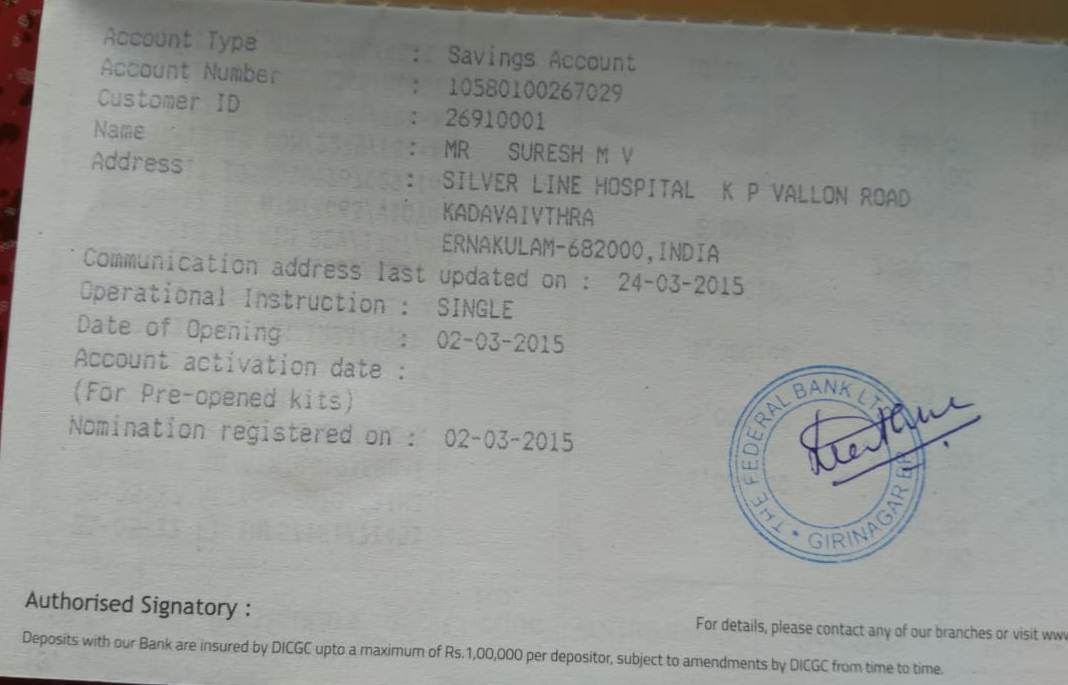 Account Type : Savings Account
Account Number : 10580100267029
Customer ID : 26910001
Name : MR SURESH M V
Address : SILVER LINE HOSPITAL K P VALLON ROAD
KADAVAIVTHRA
ERNAKULAM-682000,INDIA
Communication address last updated on : 24-03-2015
Operational Instruction : SINGLE
Date of Opening : 02-03-2015
Account activation date :
(For Pre-opened kits)
Nomination registered on : 02-03-2015
THE FEDERAL BANK LTD
GIRINAGAR BR
Authorised Signatory :
For details, please contact any of our branches or visit www
Deposits with our Bank are insured by DICGC upto a maximum of Rs.1,00,000 per depositor, subject to amendments by DICGC from time to time.